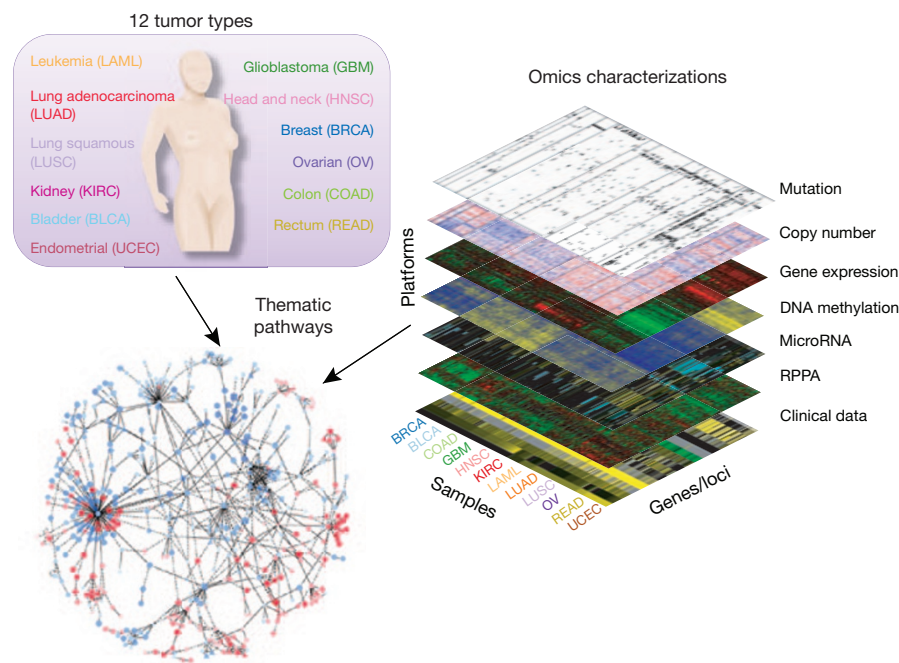 12 tumor types
Leukemia (LAML)
Lung adenocarcinoma
(LUAD)
Lung squamous
(LUSC)
Kidney (KIRC)
Bladder (BLCA)
Endometrial (UCEC)
Glioblastoma (GBM)
Head and neck (HNSC)
Breast (BRCA)
Ovarian (OV)
Colon (COAD)
Rectum (READ)
Thematic
pathways
Omics characterizations
Platforms
Mutation
Copy number
Gene expression
DNA methylation
MicroRNA
RPPA
Clinical data
BRCA
BLCA
COAD
GBM
HNSC
KIRC
LAML
LUAD
LUSC
OV
READ
UCEC
Samples
Genes/loci